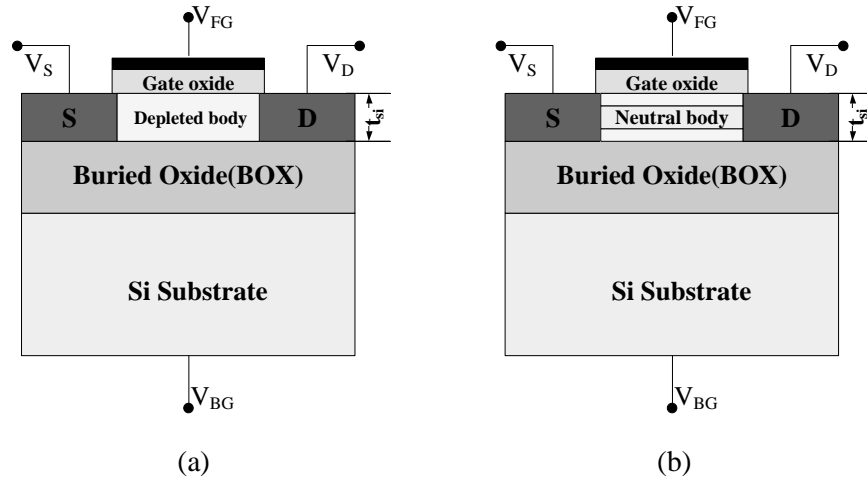 V_FG
V_S
V_D
Gate oxide
S
Depleted body
D
t_si
Buried Oxide(BOX)
Si Substrate
V_BG
(a)
V_FG
V_S
V_D
Gate oxide
S
Neutral body
D
t_si
Buried Oxide(BOX)
Si Substrate
V_BG
(b)